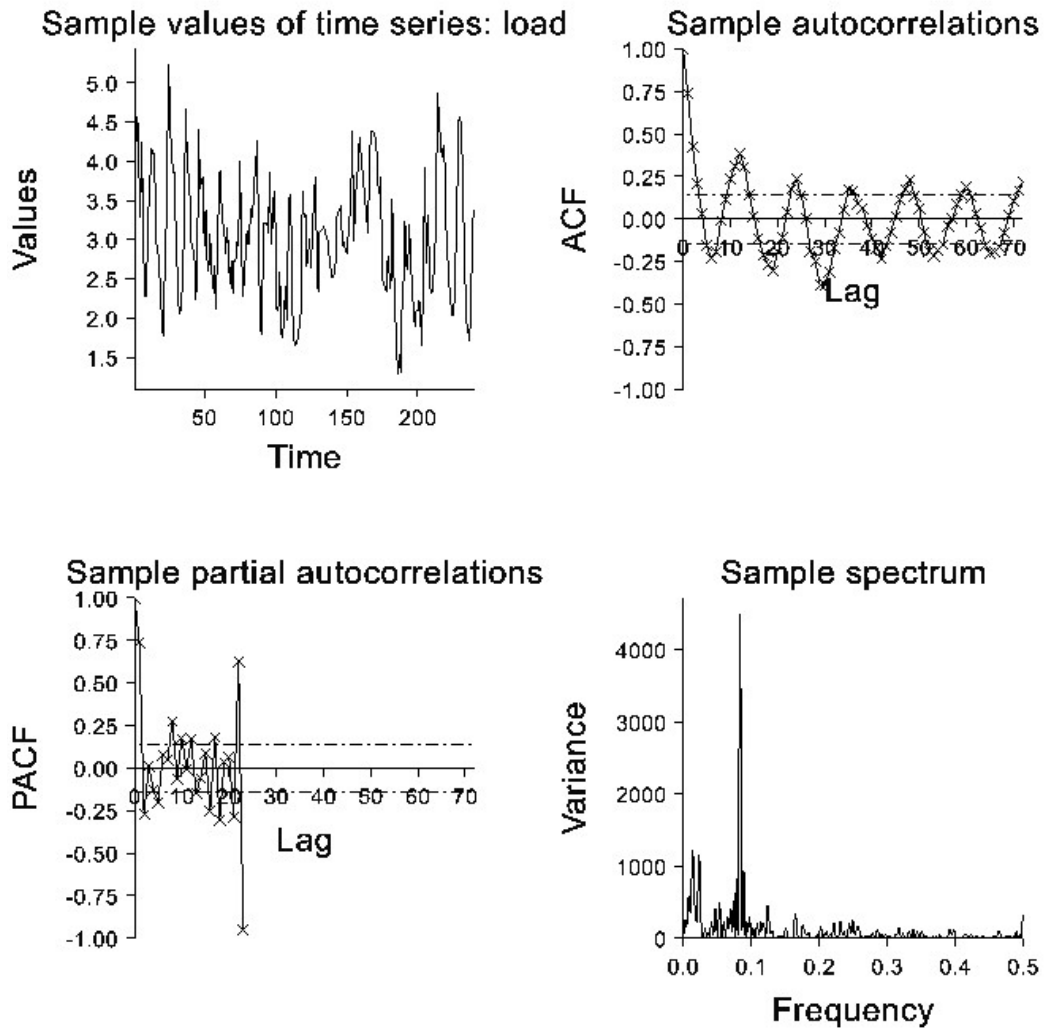 Sample values of time series: load
5.0
4.5
4.0
3.5
3.0
2.5
2.0
1.5
Values
50 100 150 200
Time
Sample autocorrelations
1.00
0.75
0.50
0.25
0.00
-0.25
-0.50
-0.75
-1.00
ACF
0 10 20 30 40 50 60 70
Lag
Sample partial autocorrelations
1.00
0.75
0.50
0.25
0.00
-0.25
-0.50
-0.75
-1.00
PACF
0 10 20 30 40 50 60 70
Lag
Sample spectrum
4000
3000
2000
1000
0
Variance
0.0 0.1 0.2 0.3 0.4 0.5
Frequency